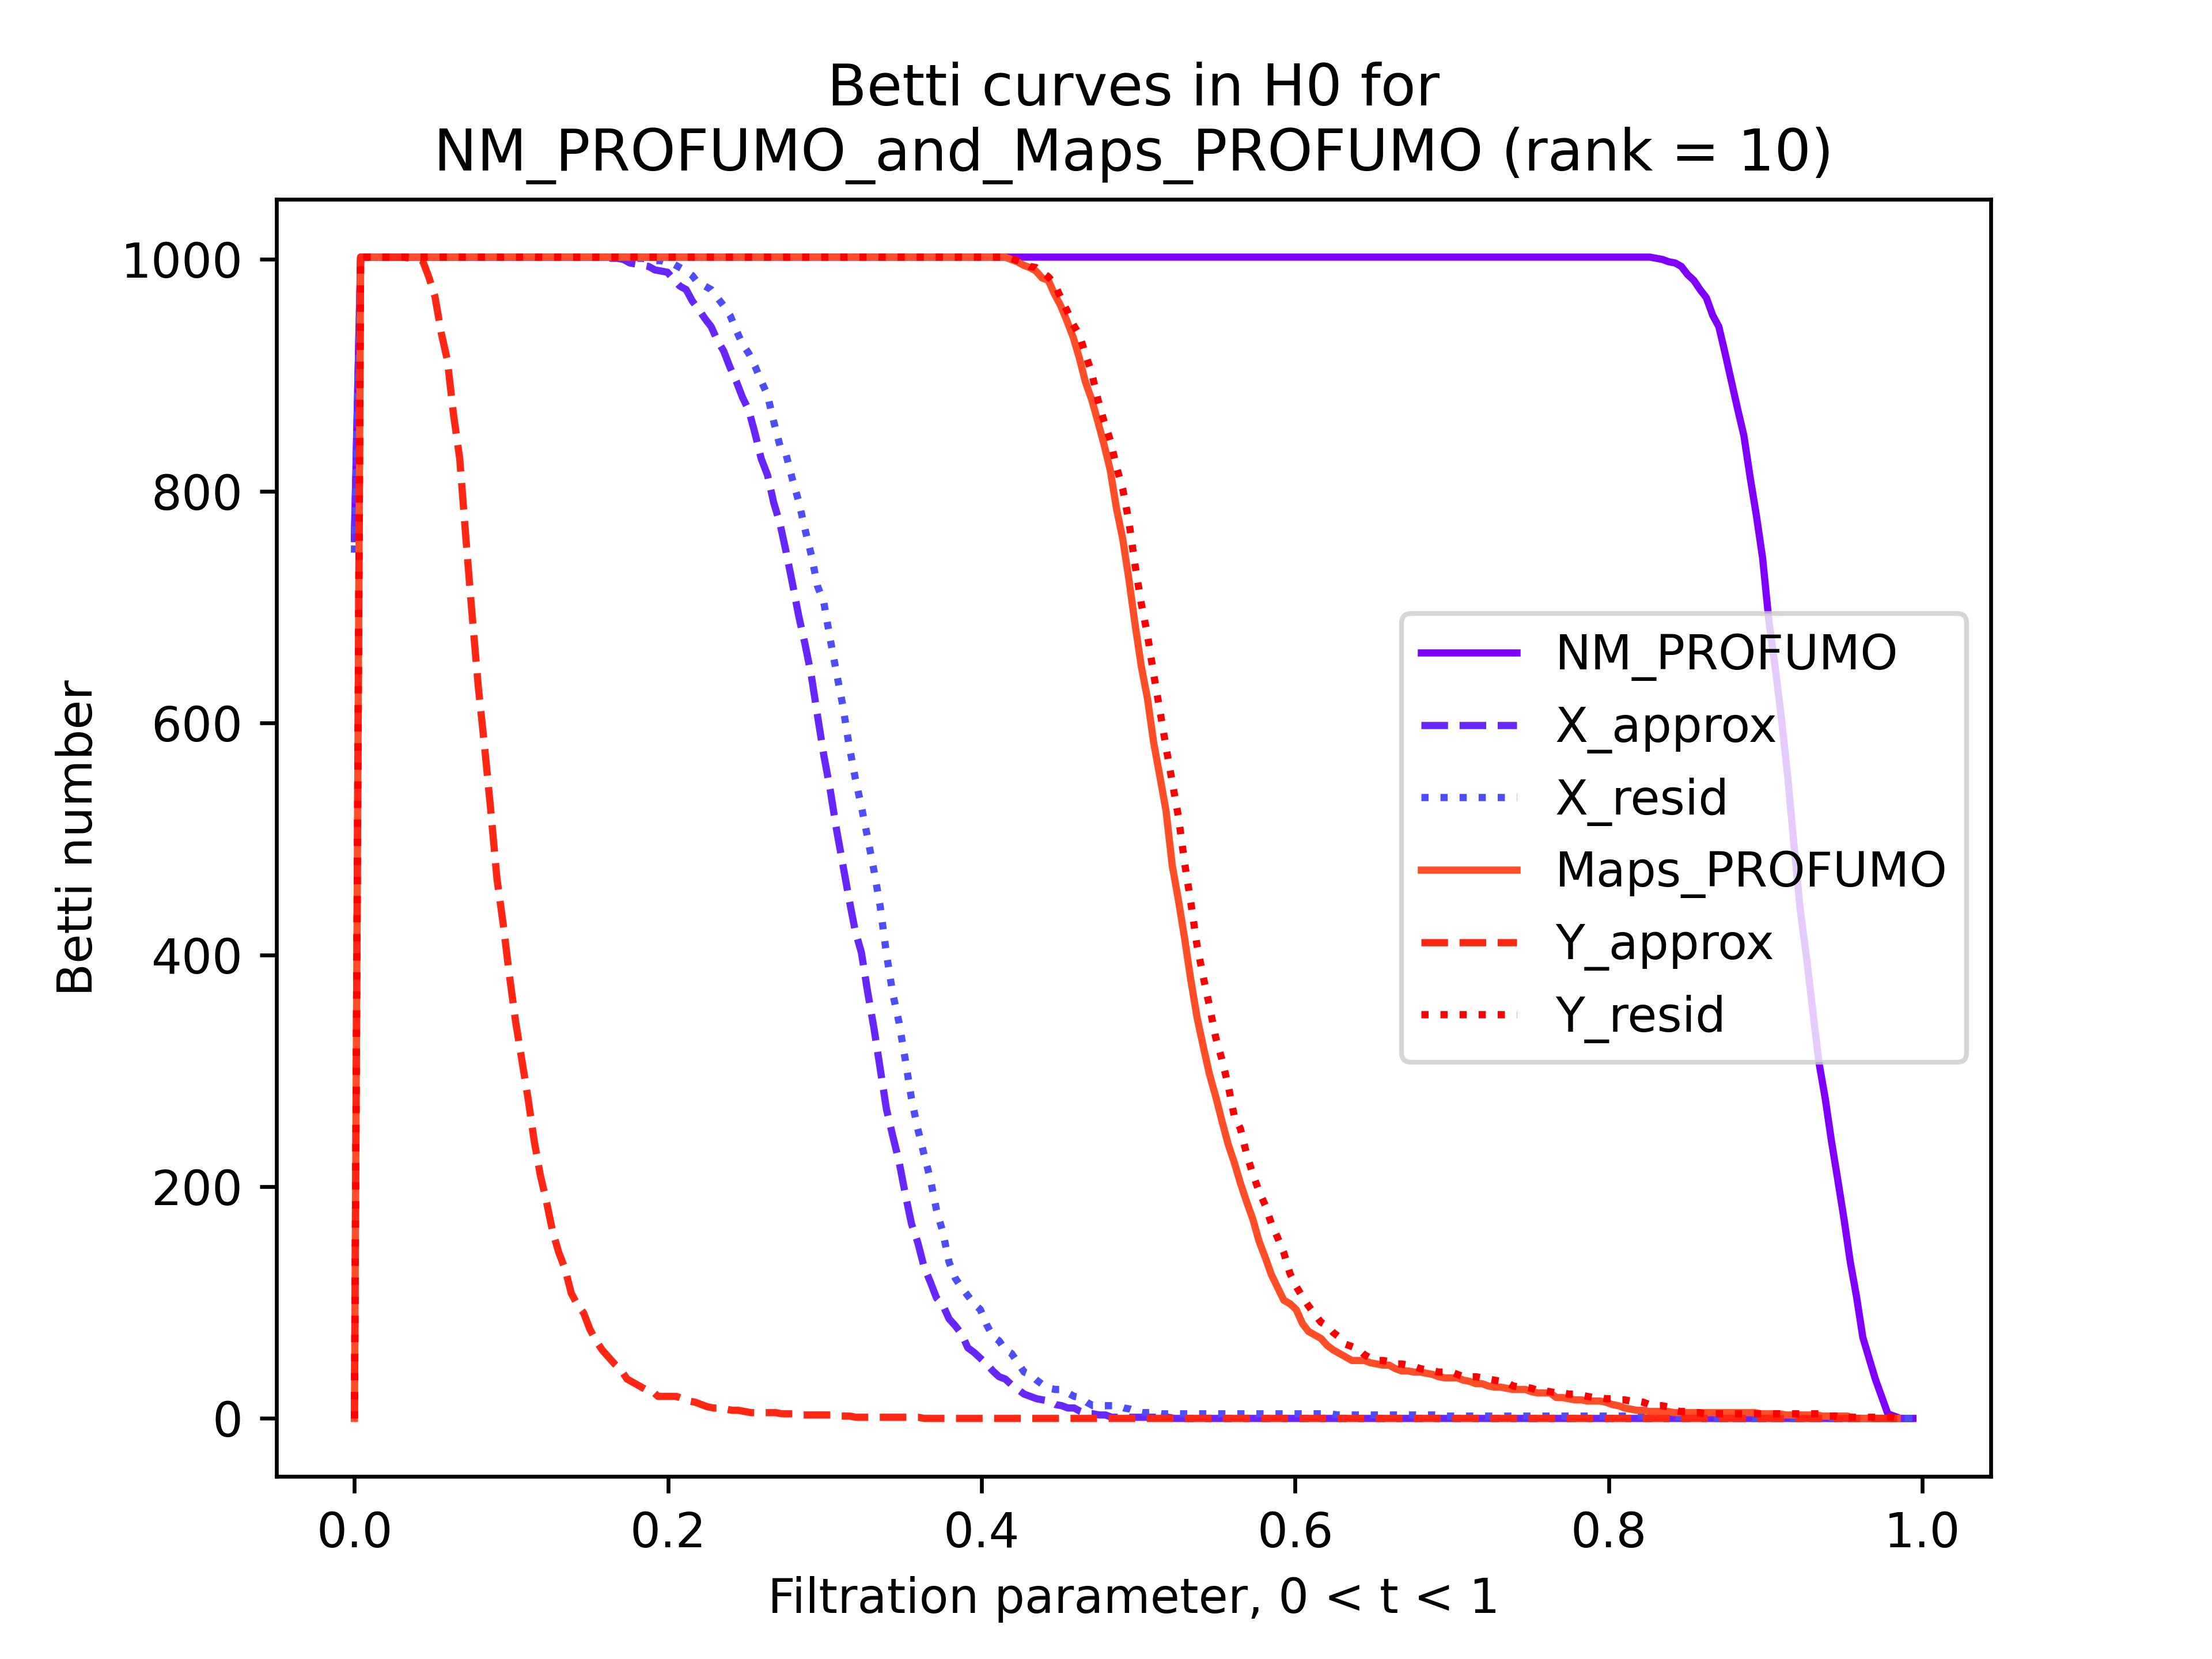 Betti curves in H0 for
NM_PROFUMO_and_Maps_PROFUMO (rank = 10)
Betti number
1000
800
600
400
200
0
NM_PROFUMO
X_approx
X_resid
Maps_PROFUMO
Y_approx
Y_resid
0.0 0.2 0.4 0.6 0.8 1.0
Filtration parameter, 0 < t < 1